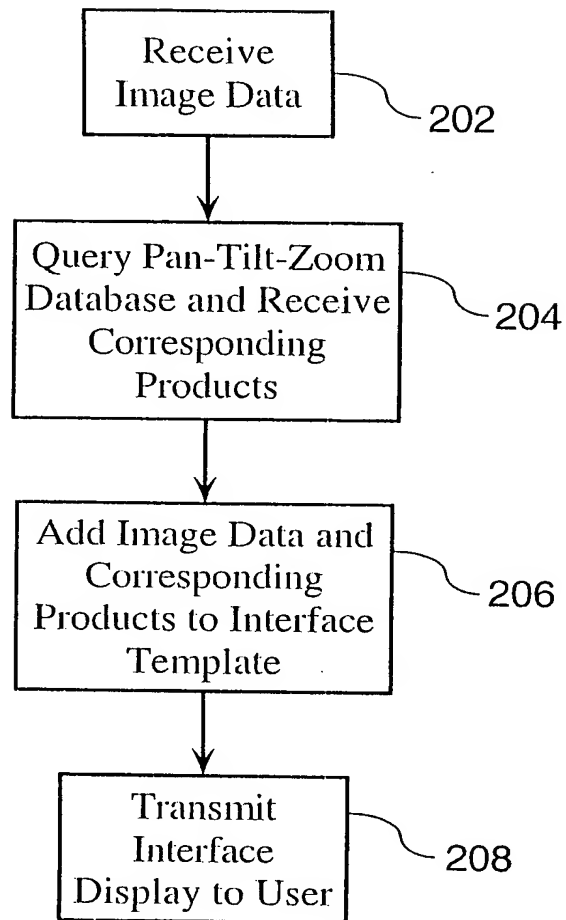 Receive
Image Data
202
Query Pan-Tilt-Zoom
Database and Receive
Corresponding
Products
204
Add Image Data and
Corresponding
Products to Interface
Template
206
Transmit
Interface
Display to User
208